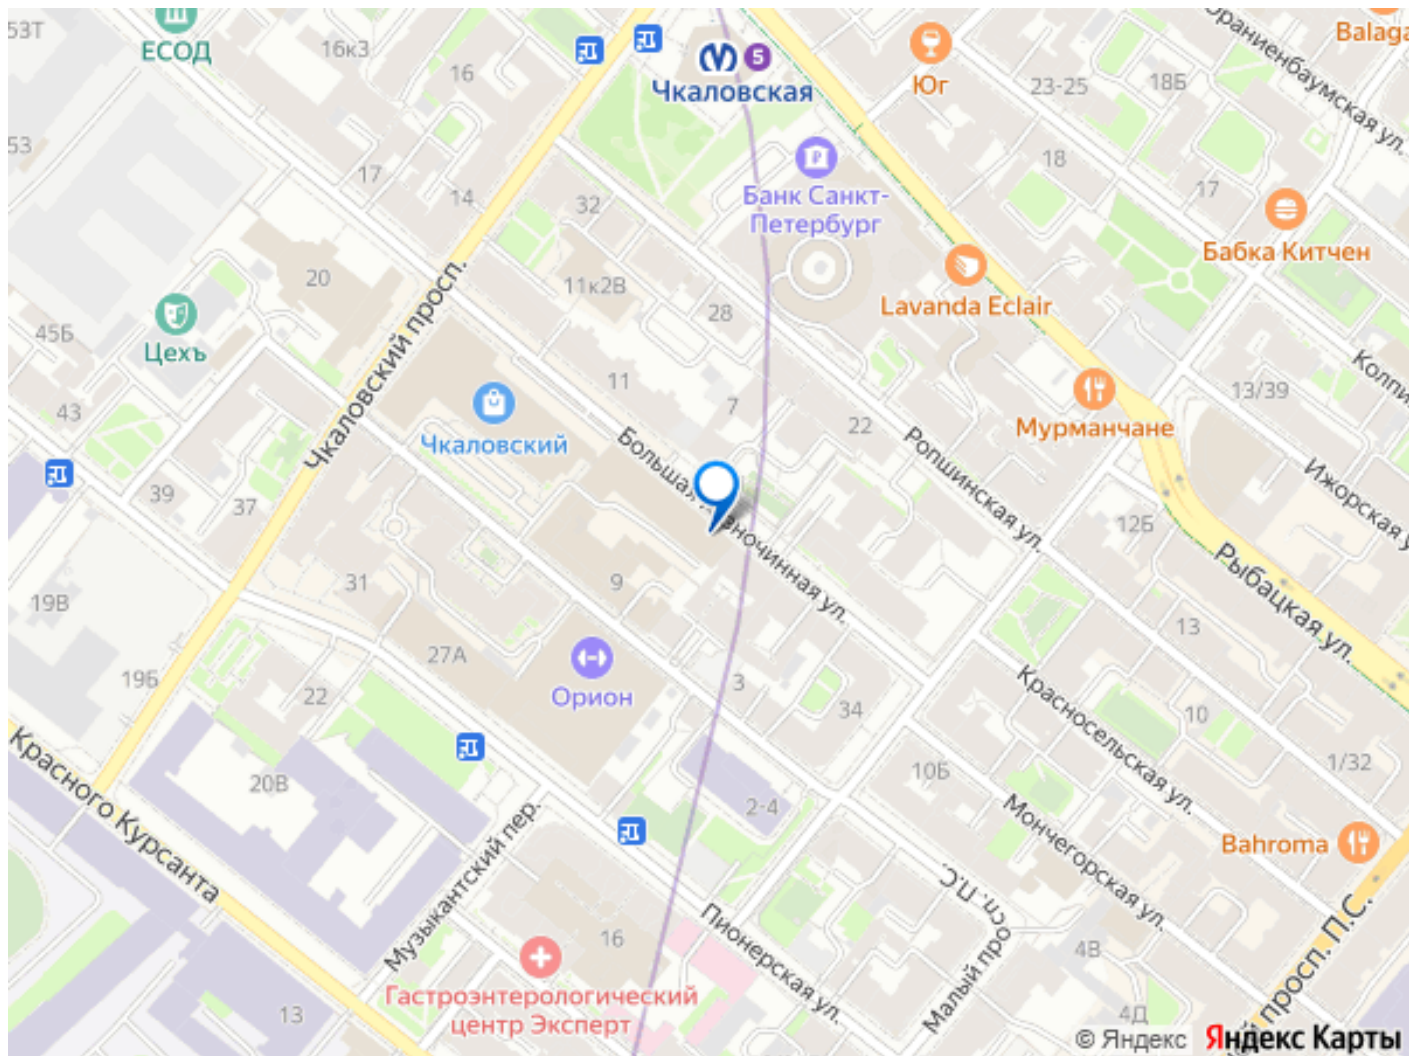 53Т
ЕСОД
16к3
16
5
Чкаловская
Юг
23-25
18Б
Balaga
Ораниенбаумская ул.
53
17
14
32
Банк Санкт-
Петербург
18
17
Бабка Китчен
20
11к2В
28
Lavanda Eclair
45Б
Цехъ
Чкаловский просп.
11
7
22
Мурманчане
13/39
Колпи
43
Чкаловский
Большая Разночинная ул.
Ропшинская ул.
Ижорская у
39
37
12Б
Рыбацкая ул.
19В
31
9
27А
Орион
3
34
13
19Б
22
Красносельская ул.
10
1/32
Красного Курсанта
20В
2-4
10Б
Мончегорская ул.
Bahroma
Музыкантский пер.
Пионерская ул.
Малый просп. П.С.
16
4В
Гастроэнтерологический
центр Эксперт
13
4Д
й просп. П.С.
© Яндекс Яндекс Карты